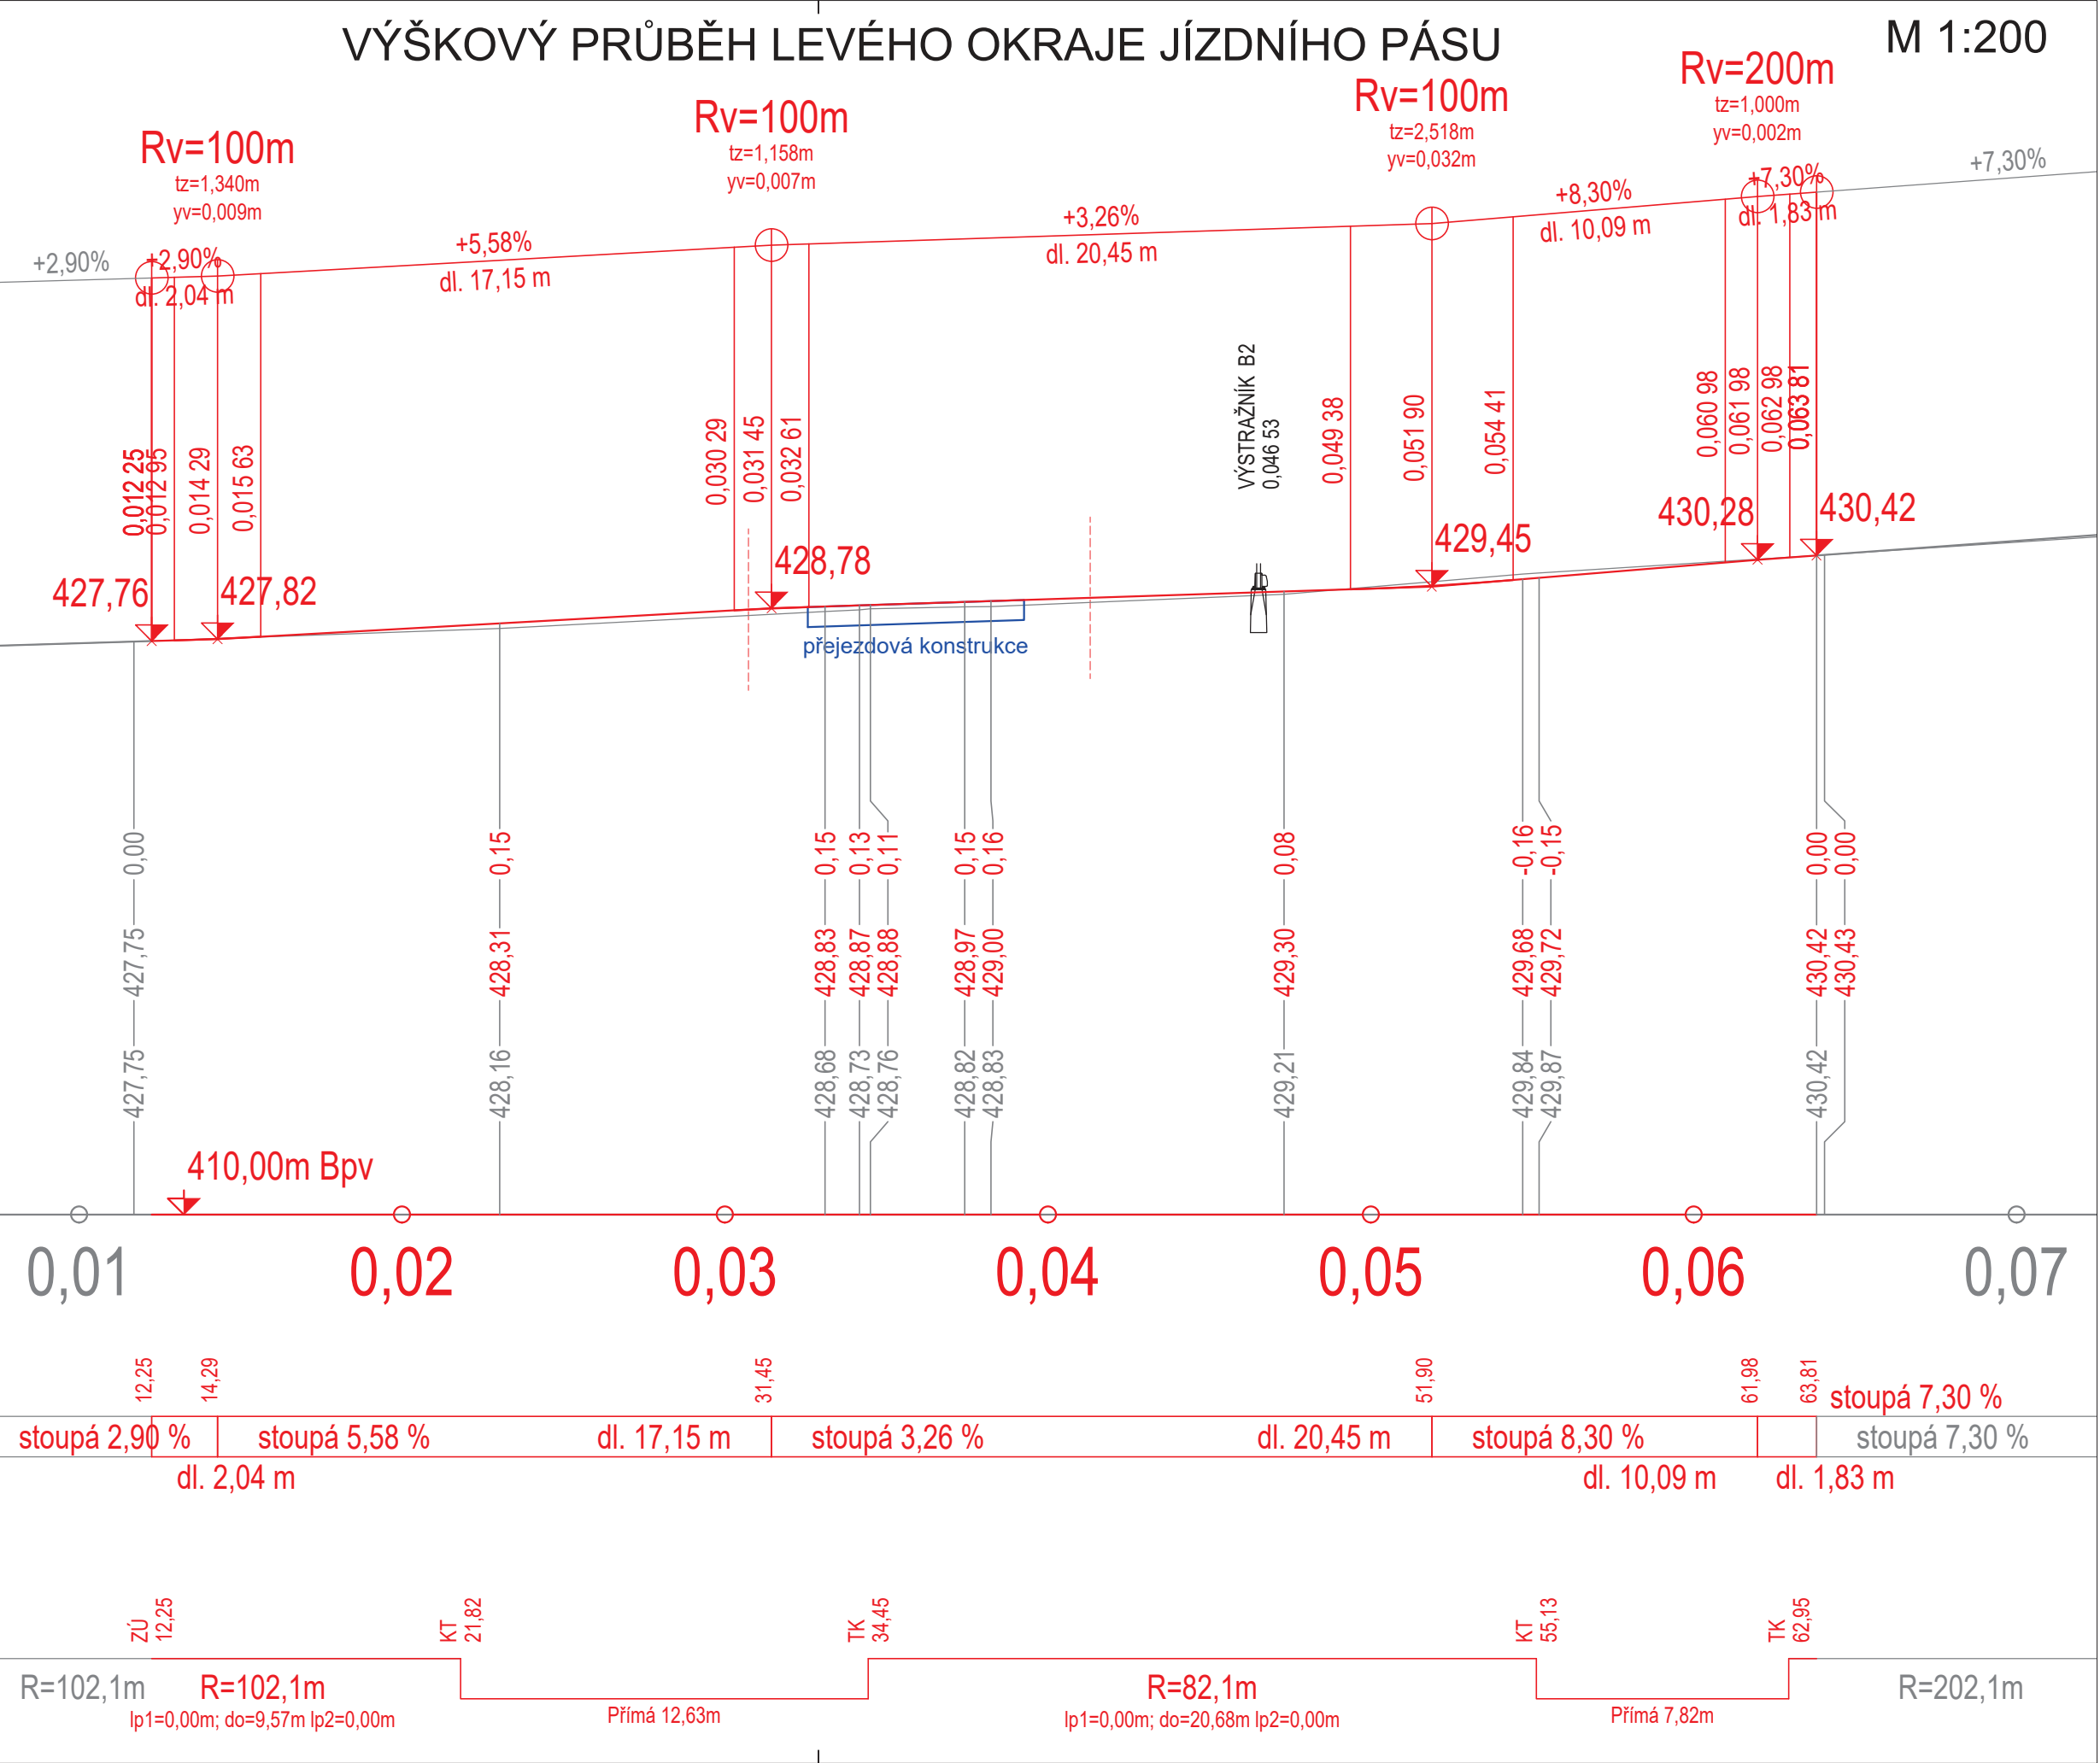 VÝŠKOVÝ PRŮBĚH LEVÉHO OKRAJE JÍZDNÍHO PÁSU
M 1:200
Rv=100m
tz=1,340m
yv=0,009m
Rv=100m
tz=1,158m
yv=0,007m
Rv=100m
tz=2,518m
yv=0,032m
Rv=200m
tz=1,000m
yv=0,002m
+2,90%
+2,90%
dl. 2,04 m
+5,58%
dl. 17,15 m
+3,26%
dl. 20,45 m
+8,30%
dl. 10,09 m
+7,30%
dl. 1,83 m
+7,30%
0,012 25
0,012 95
0,014 29
0,015 63
0,030 29
0,031 45
0,032 61
VÝSTRAŽNÍK B2
0,046 53
0,049 38
0,051 90
0,054 41
0,060 98
0,061 98
0,062 98
0,063 81
427,76
427,82
428,78
429,45
430,28
430,42
přejezdová konstrukce
0,00
0,15
0,15
0,13
0,11
0,15
0,16
0,08
-0,16
-0,15
0,00
0,00
427,75
428,31
428,83
428,87
428,88
428,97
429,00
429,30
429,68
429,72
430,42
430,43
427,75
428,16
428,68
428,73
428,76
428,82
428,83
429,21
429,84
429,87
430,42
410,00m Bpv
0,01
0,02
0,03
0,04
0,05
0,06
0,07
12,25
14,29
31,45
51,90
61,98
63,81
stoupá 7,30 %
stoupá 2,90 %
stoupá 5,58 %
dl. 17,15 m
stoupá 3,26 %
dl. 20,45 m
stoupá 8,30 %
stoupá 7,30 %
dl. 2,04 m
dl. 10,09 m
dl. 1,83 m
ZÚ
12,25
KT
21,82
TK
34,45
KT
55,13
TK
62,95
R=102,1m
R=102,1m
lp1=0,00m; do=9,57m lp2=0,00m
Přímá 12,63m
R=82,1m
lp1=0,00m; do=20,68m lp2=0,00m
Přímá 7,82m
R=202,1m